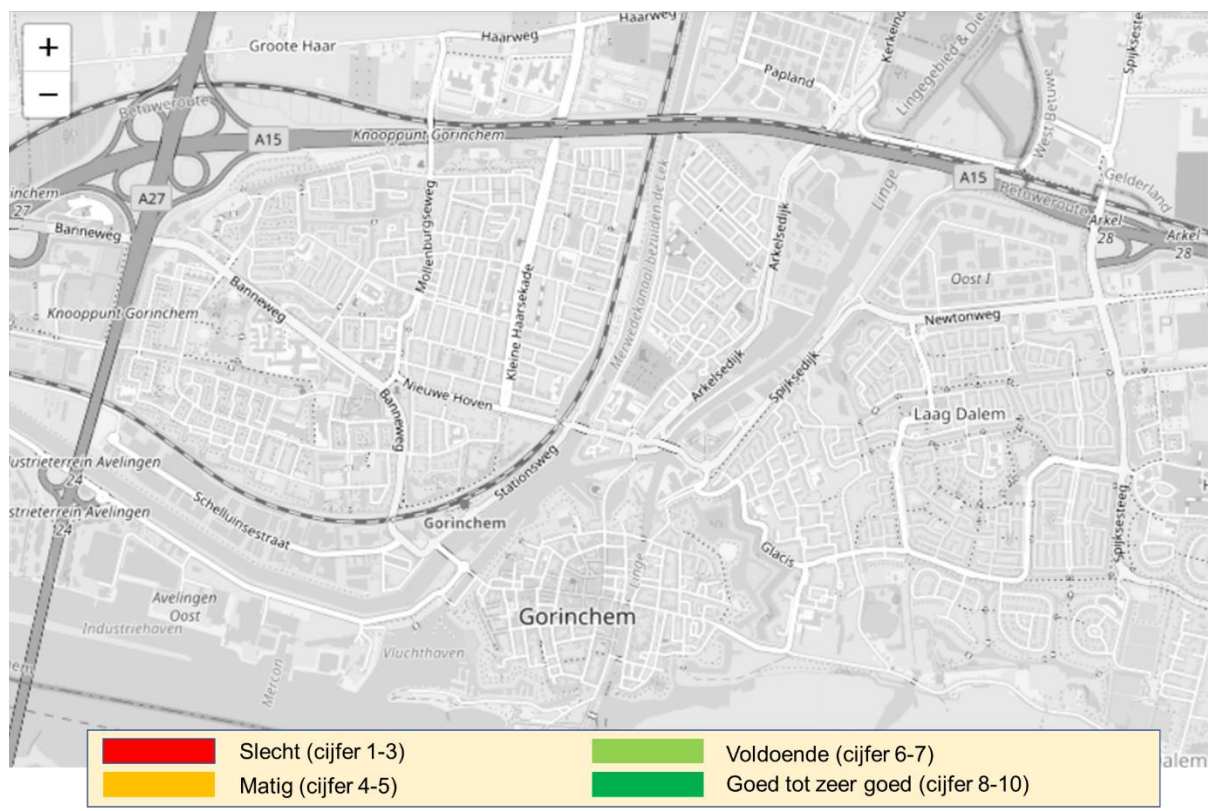 +
−
Groote Haar
Haarweg
Haarweg
Kerkeind
Papland
Lingegebied & Die
Spijksesteeg
Betuweroute
A15
Knooppunt Gorinchem
West Betuwe
Gelderland
A27
inchem
27
Banneweg
Mollenburgseweg
Merwedekanaal bezuiden de Lek
Arkelsedijk
Linge
A15
Betuweroute
Arkel
28
Arkel
28
Banneweg
Knooppunt Gorinchem
Kleine Haarsekade
Oost I
Newtonweg
Arkelsedijk
Spijksedijk
Nieuwe Hoven
Banneweg
Laag Dalem
dustrieterrein Avelingen
24
strieterrein Avelingen
24
Stationsweg
Schelluinsestraat
Gorinchem
Spijksesteeg
Glacis
Linge
Avelingen
Oost
Industriehaven
Gorinchem
Vluchthaven
Mercon
em
Slecht (cijfer 1-3)
Voldoende (cijfer 6-7)
Matig (cijfer 4-5)
Goed tot zeer goed (cijfer 8-10)
Dalem